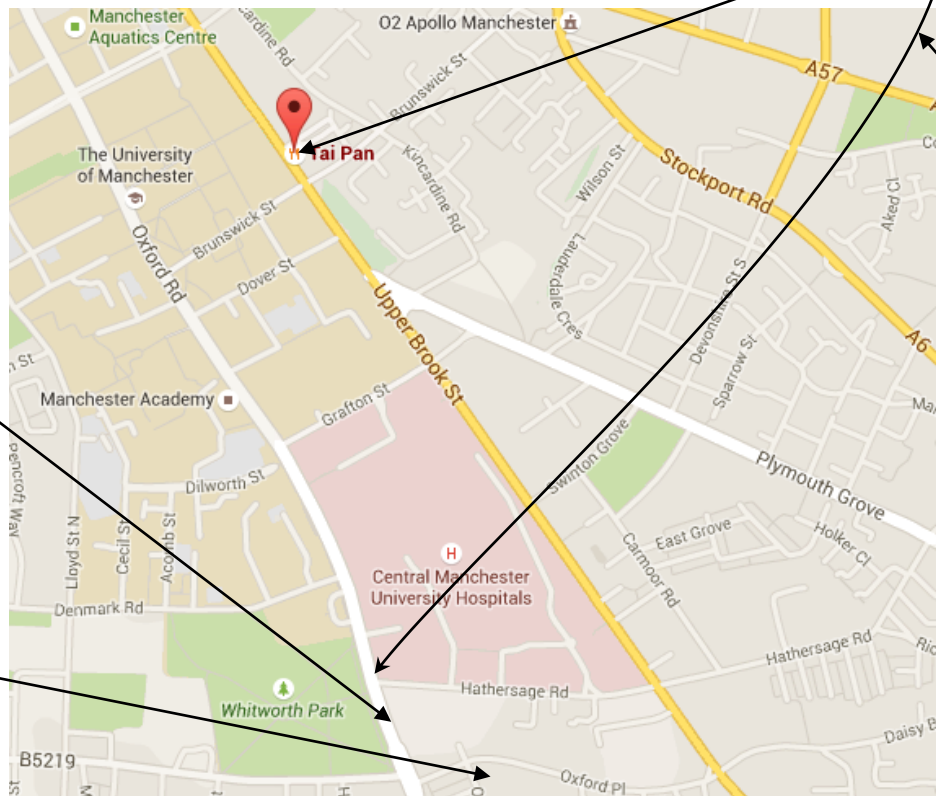 Manchester
Aquatics Centre
cardine Rd
O2 Apollo Manchester
A57
Brunswick St
Tai Pan
The University
of Manchester
Kincardine Rd
Wilson St
Stockport Rd
Aked Cl
Brunswick St
Oxford Rd
Dover St
Lauderdale Cres
Devonshire St S
Upper Brook St
A6
Sparrow St
Manchester Academy
Grafton St
Swinton Grove
Plymouth Grove
Dilworth St
Bencroft Way
Lloyd St N
Cecil St
Acomb St
East Grove
Holker Cl
Carmoor Rd
H
Central Manchester
University Hospitals
Denmark Rd
Hathersage Rd
Hathersage Rd
Whitworth Park
Daisy B
B5219
Oxford Pl